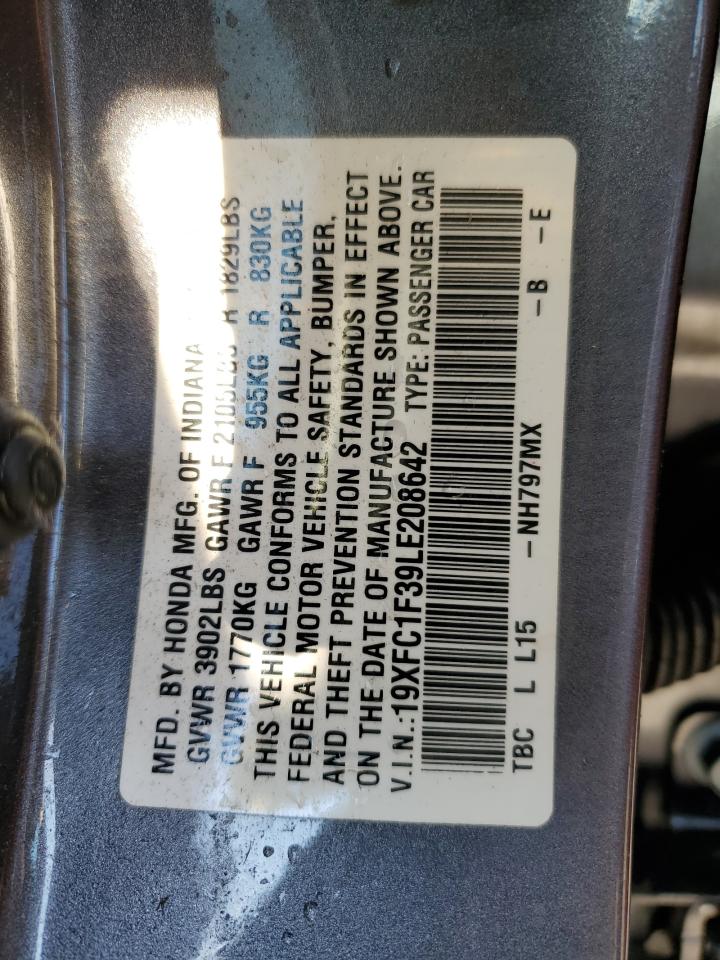 MFD. BY HONDA MFG. OF INDIANA
GVWR 3902LBS GAWR F 2105LBS R 1829LBS
GVWR 1770KG GAWR F 955KG R 830KG
THIS VEHICLE CONFORMS TO ALL APPLICABLE
FEDERAL MOTOR VEHICLE SAFETY, BUMPER,
AND THEFT PREVENTION STANDARDS IN EFFECT
ON THE DATE OF MANUFACTURE SHOWN ABOVE.
V.I.N.:19XFC1F39LE208642 TYPE: PASSENGER CAR
TBC L L15 –NH797MX –B –E